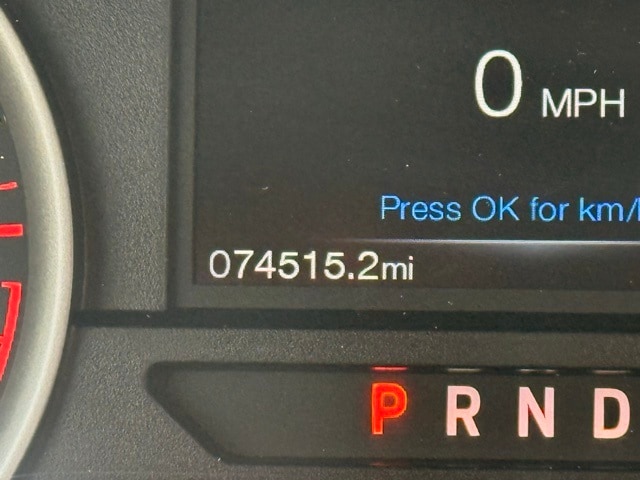 0 MPH
Press OK for km/
074515.2mi
P R N D